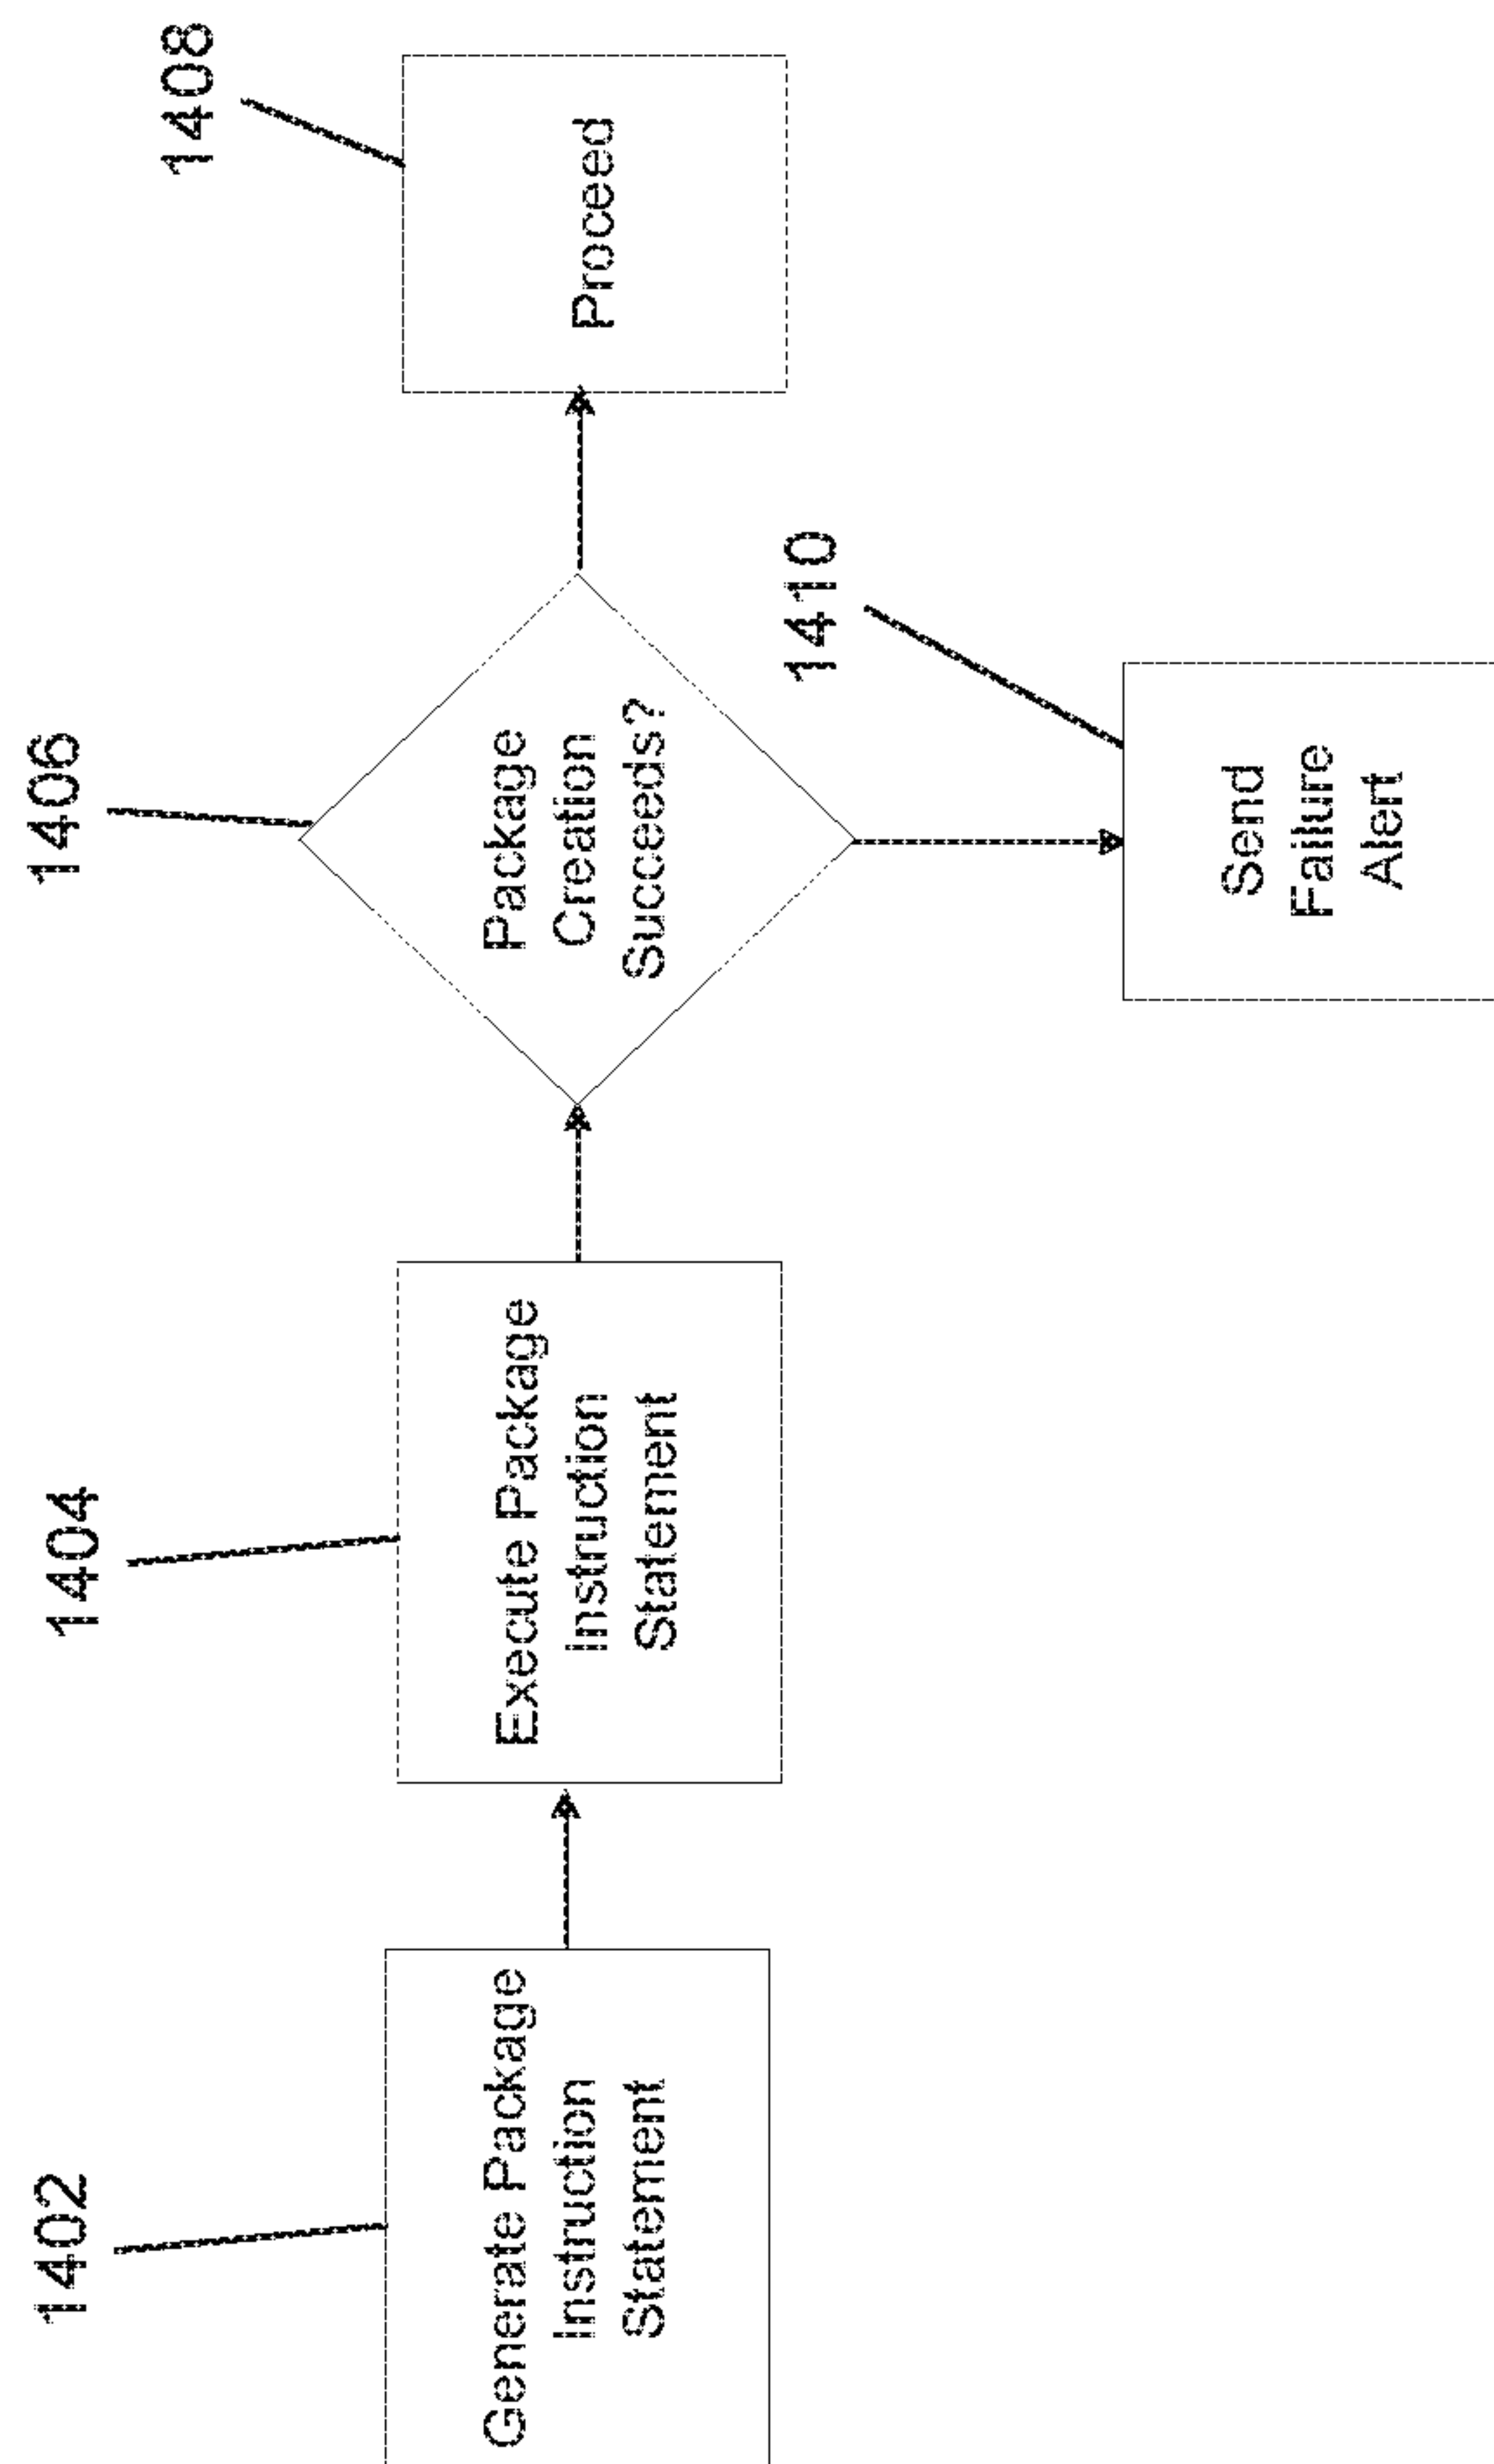 1402
Generate Package
Instruction
Statement
1404
Execute Package
Instruction
Statement
1406
Package
Creation
Succeeds?
1408
Proceed
1410
Send
Failure
Alert